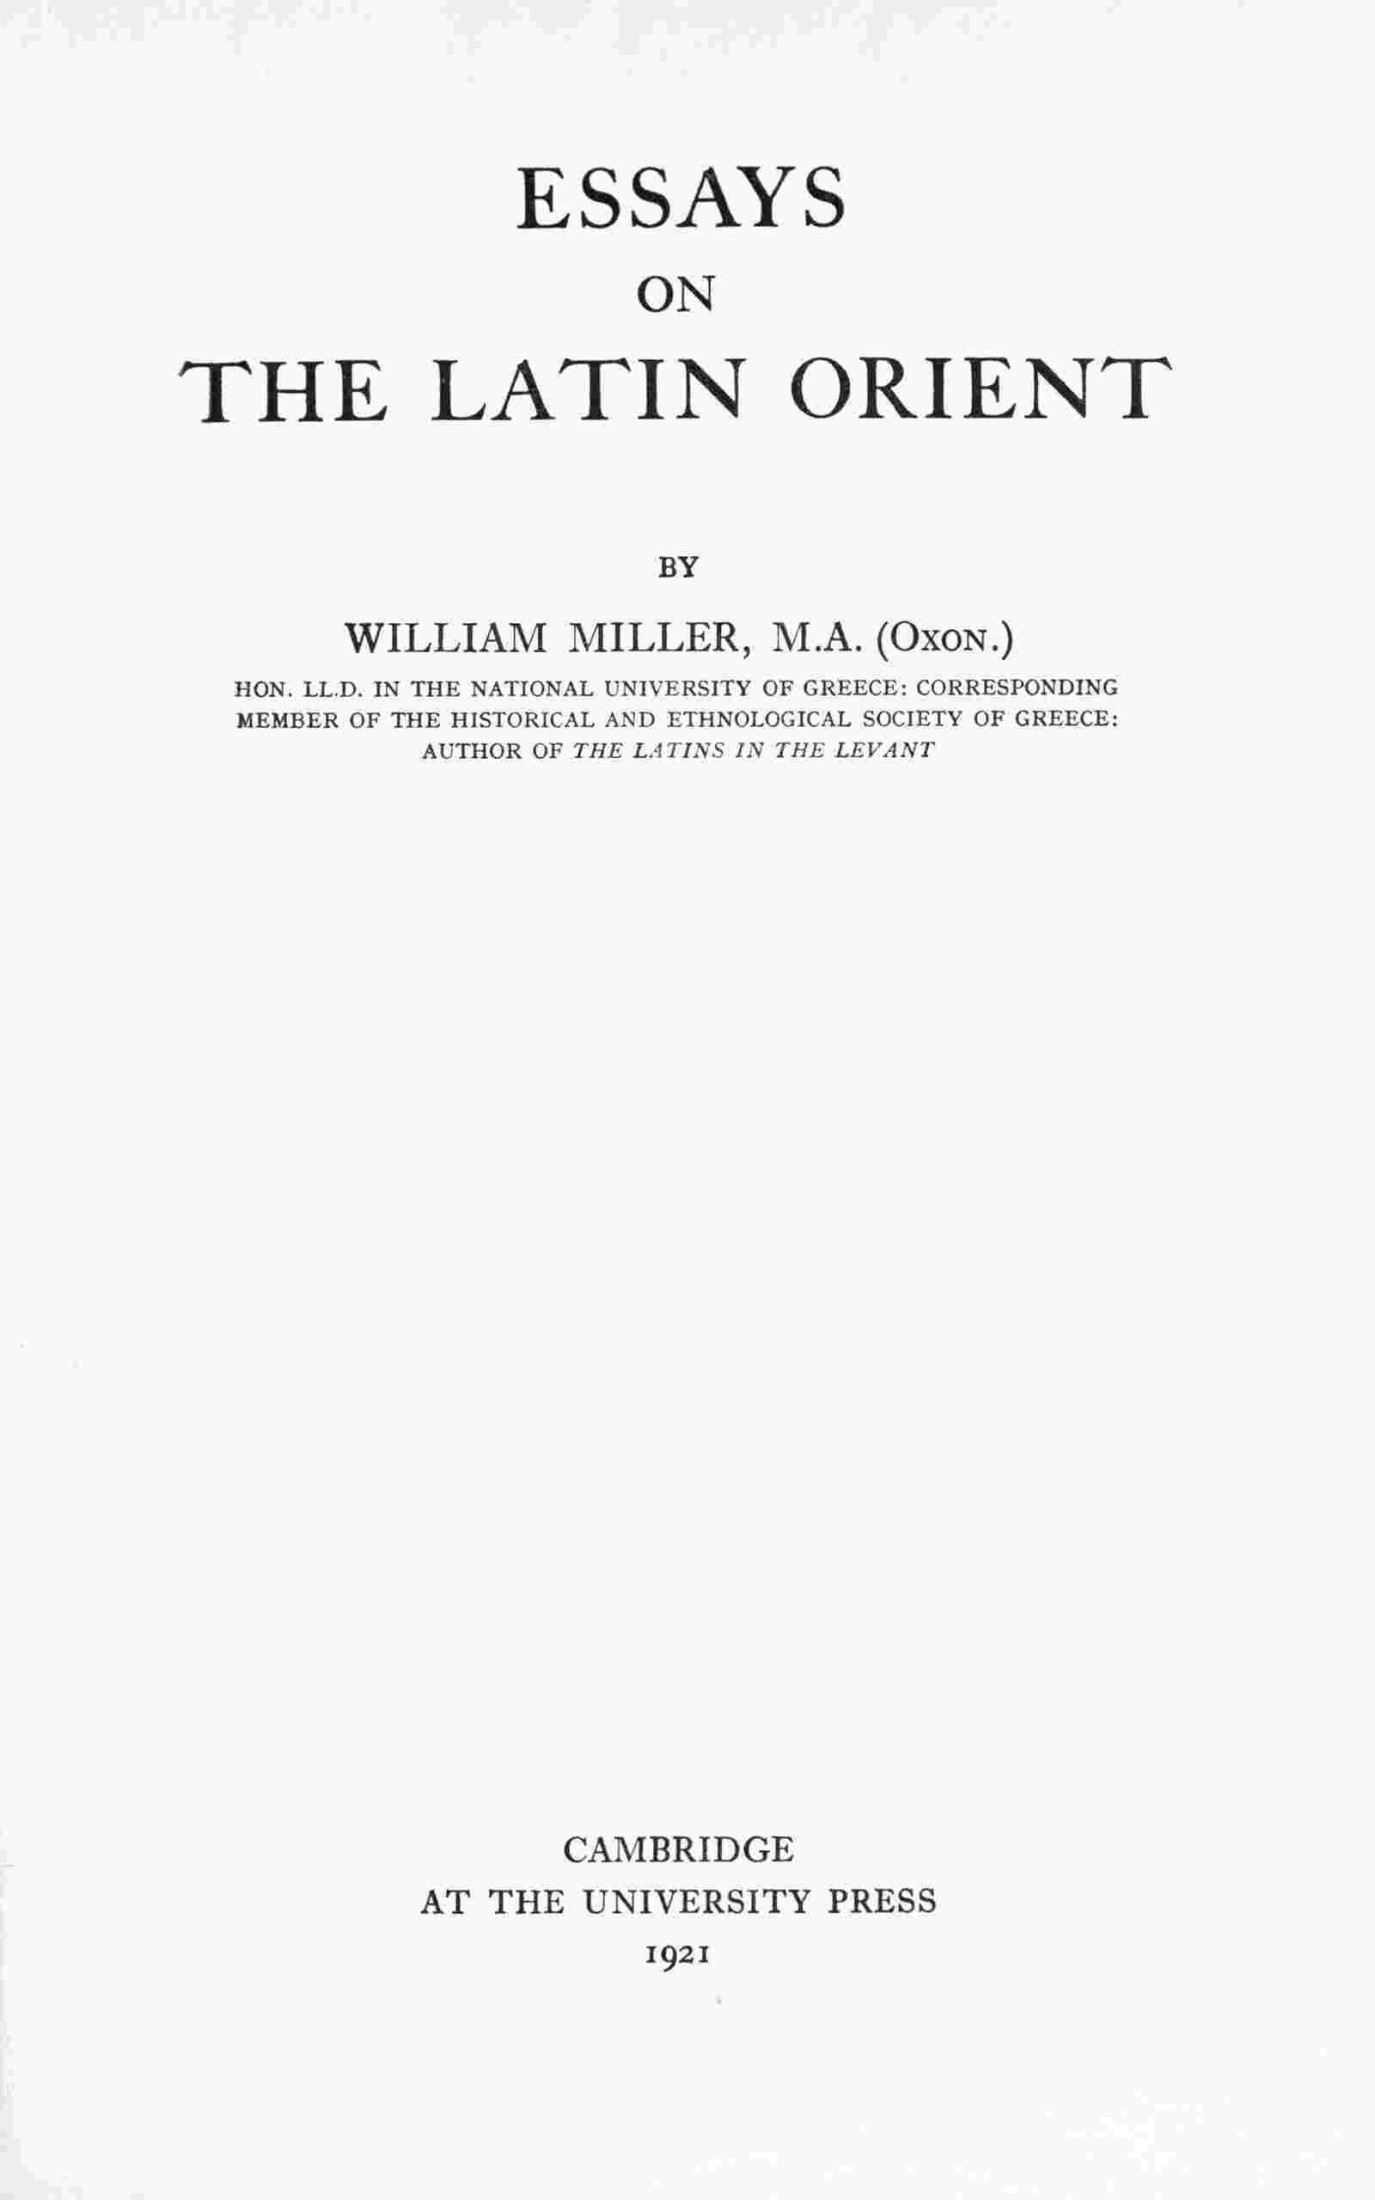 ESSAYS
ON
THE LATIN ORIENT
BY
WILLIAM MILLER, M.A. (OXON.)
HON. LL.D. IN THE NATIONAL UNIVERSITY OF GREECE: CORRESPONDING
MEMBER OF THE HISTORICAL AND ETHNOLOGICAL SOCIETY OF GREECE:
AUTHOR OF THE LATINS IN THE LEVANT
CAMBRIDGE
AT THE UNIVERSITY PRESS
1921